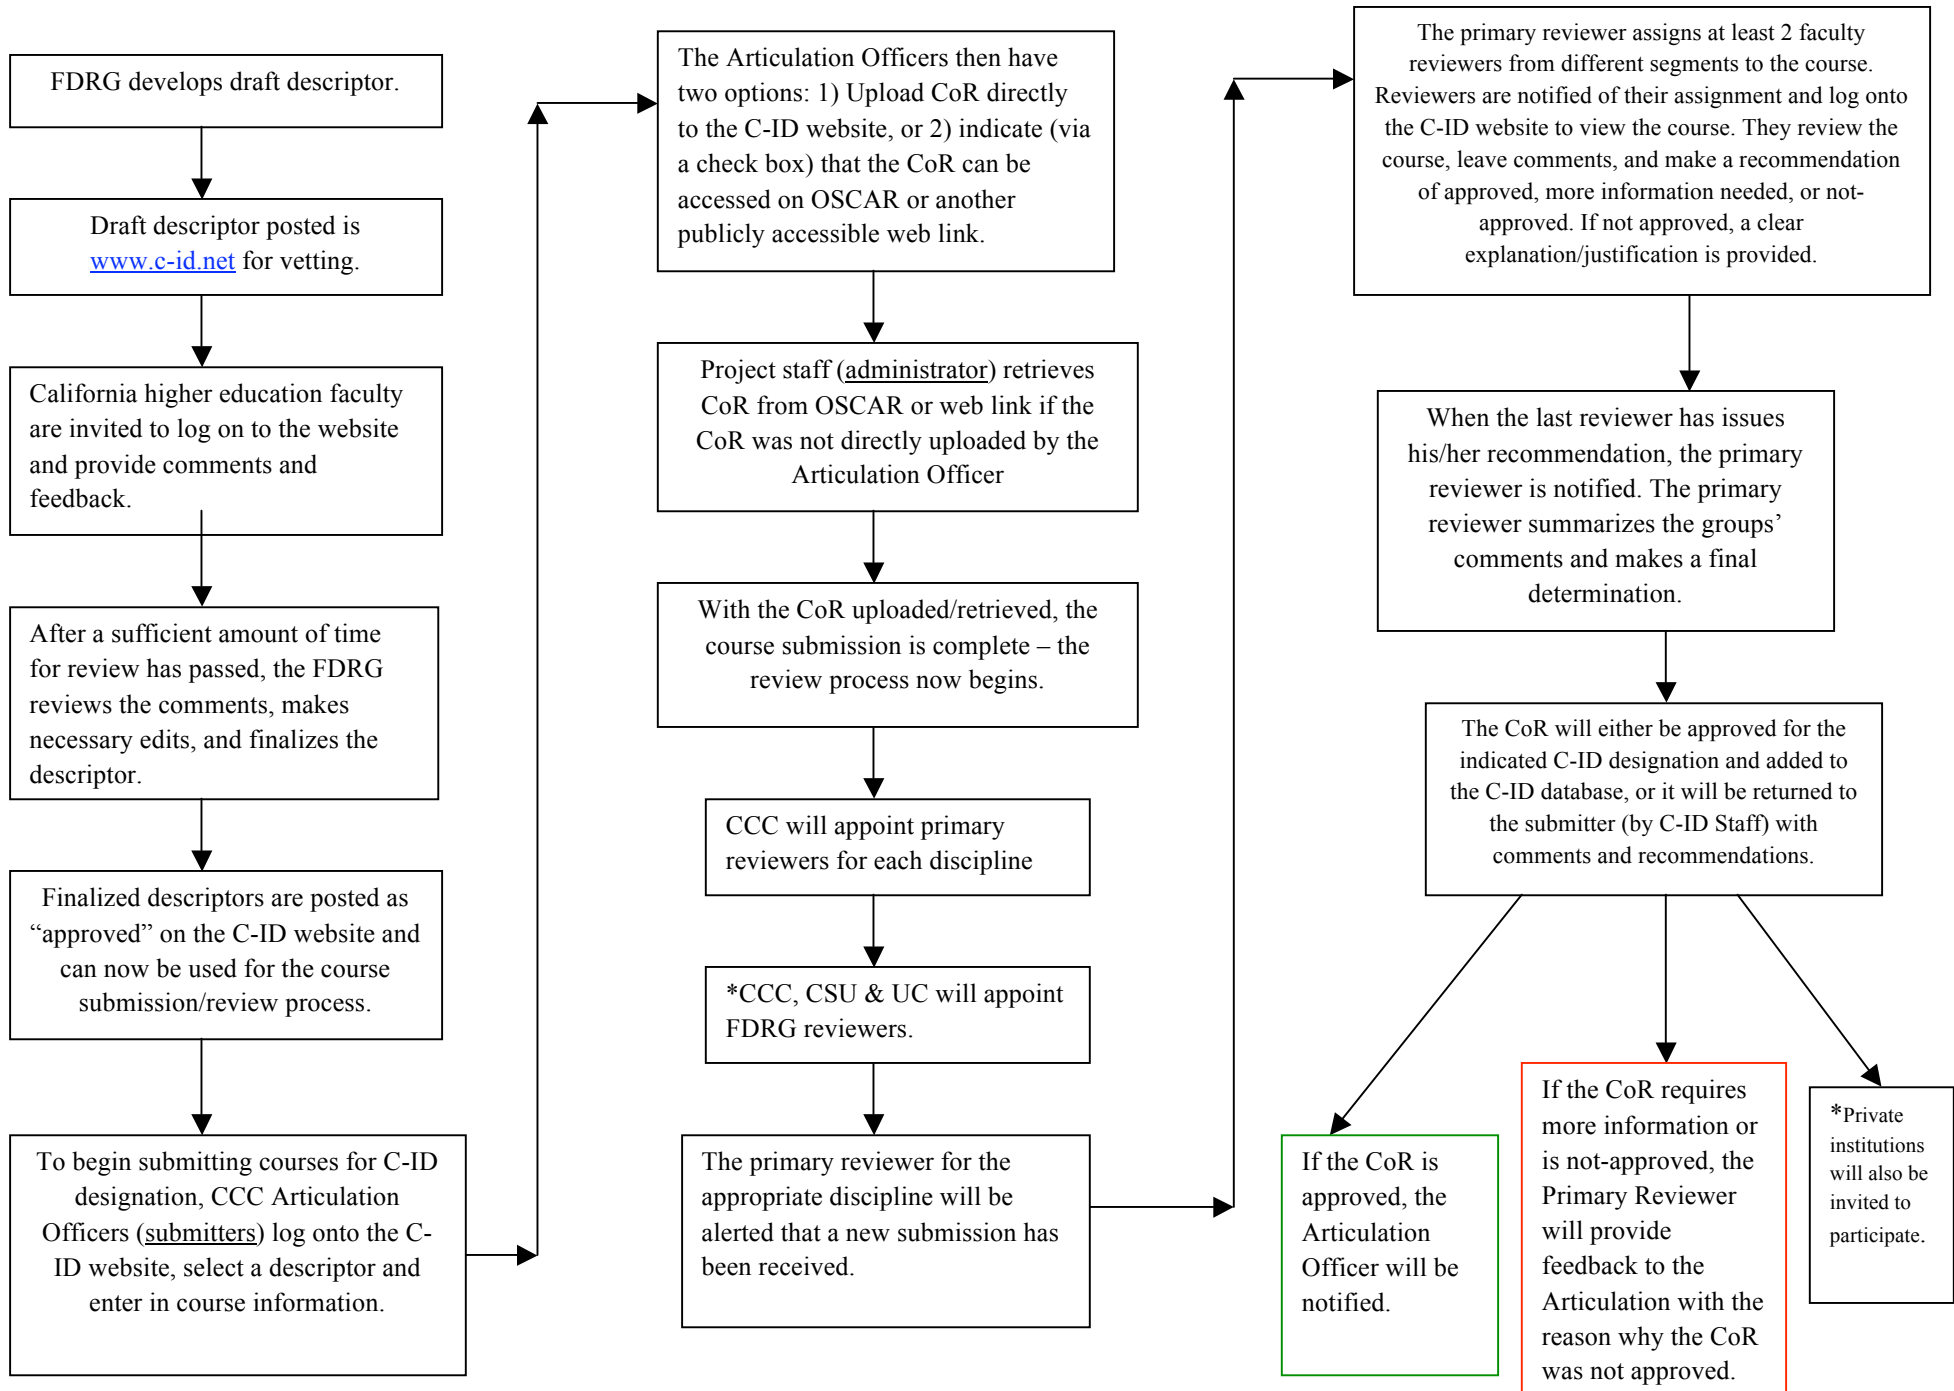 FDRG develops draft descriptor.
Draft descriptor posted is
www.c-id.net for vetting.
California higher education faculty
are invited to log on to the website
and provide comments and
feedback.
After a sufficient amount of time
for review has passed, the FDRG
reviews the comments, makes
necessary edits, and finalizes the
descriptor.
Finalized descriptors are posted as
“approved” on the C-ID website and
can now be used for the course
submission/review process.
To begin submitting courses for C-ID
designation, CCC Articulation
Officers (submitters) log onto the C-
ID website, select a descriptor and
enter in course information.
The Articulation Officers then have
two options: 1) Upload CoR directly
to the C-ID website, or 2) indicate (via
a check box) that the CoR can be
accessed on OSCAR or another
publicly accessible web link.
Project staff (administrator) retrieves
CoR from OSCAR or web link if the
CoR was not directly uploaded by the
Articulation Officer
With the CoR uploaded/retrieved, the
course submission is complete – the
review process now begins.
CCC will appoint primary
reviewers for each discipline
*CCC, CSU & UC will appoint
FDRG reviewers.
The primary reviewer for the
appropriate discipline will be
alerted that a new submission has
been received.
The primary reviewer assigns at least 2 faculty
reviewers from different segments to the course.
Reviewers are notified of their assignment and log onto
the C-ID website to view the course. They review the
course, leave comments, and make a recommendation
of approved, more information needed, or not-
approved. If not approved, a clear
explanation/justification is provided.
When the last reviewer has issues
his/her recommendation, the primary
reviewer is notified. The primary
reviewer summarizes the groups’
comments and makes a final
determination.
The CoR will either be approved for the
indicated C-ID designation and added to
the C-ID database, or it will be returned to
the submitter (by C-ID Staff) with
comments and recommendations.
If the CoR is
approved, the
Articulation
Officer will be
notified.
If the CoR requires
more information or
is not-approved, the
Primary Reviewer
will provide
feedback to the
Articulation with the
reason why the CoR
was not approved.
*Private
institutions
will also be
invited to
participate.